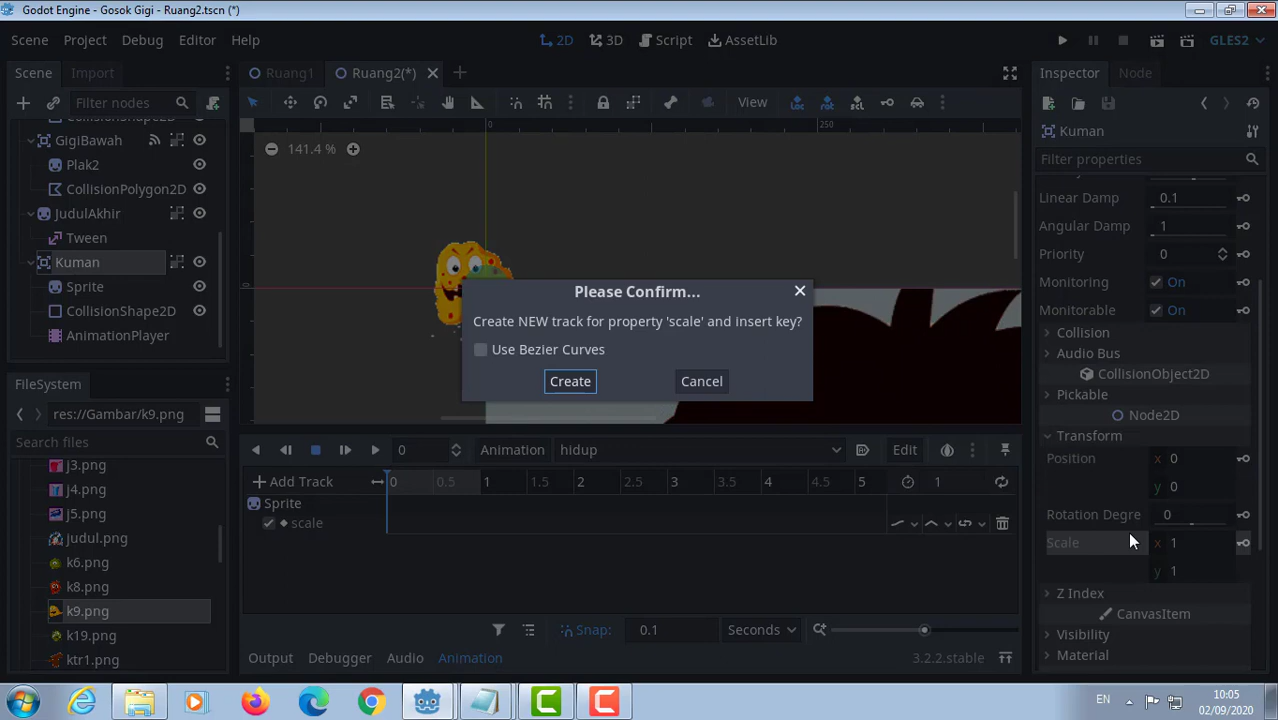 Godot Engine - Gosok Gigi - Ruang2.tscn (*)
Scene Project Debug Editor Help
2D 3D Script AssetLib
GLES2
Scene Import
Ruang1 Ruang2(*)
Inspector Node
Filter nodes
View
GigiBawah
Plak2
CollisionPolygon2D
JudulAkhir
Tween
Kuman
Sprite
CollisionShape2D
AnimationPlayer
0 250
141.4 %
0
Please Confirm...
Create NEW track for property 'scale' and insert key?
Use Bezier Curves
Create Cancel
Kuman
Filter properties
Linear Damp 0.1
Angular Damp 1
Priority 0
Monitoring On
Monitorable On
Collision
Audio Bus
CollisionObject2D
Pickable
Node2D
Transform
Position x 0
y 0
Rotation Degre 0
Scale x 1
y 1
Z Index
CanvasItem
Visibility
Material
FileSystem
res://Gambar/k9.png
Search files
j3.png
j4.png
j5.png
judul.png
k6.png
k8.png
k9.png
k19.png
ktr1.png
0 Animation hidup Edit
Add Track 0 0.5 1 1.5 2 2.5 3 3.5 4 4.5 5 1
Sprite
scale
Snap: 0.1 Seconds
Output Debugger Audio Animation 3.2.2.stable
EN
10:05
02/09/2020